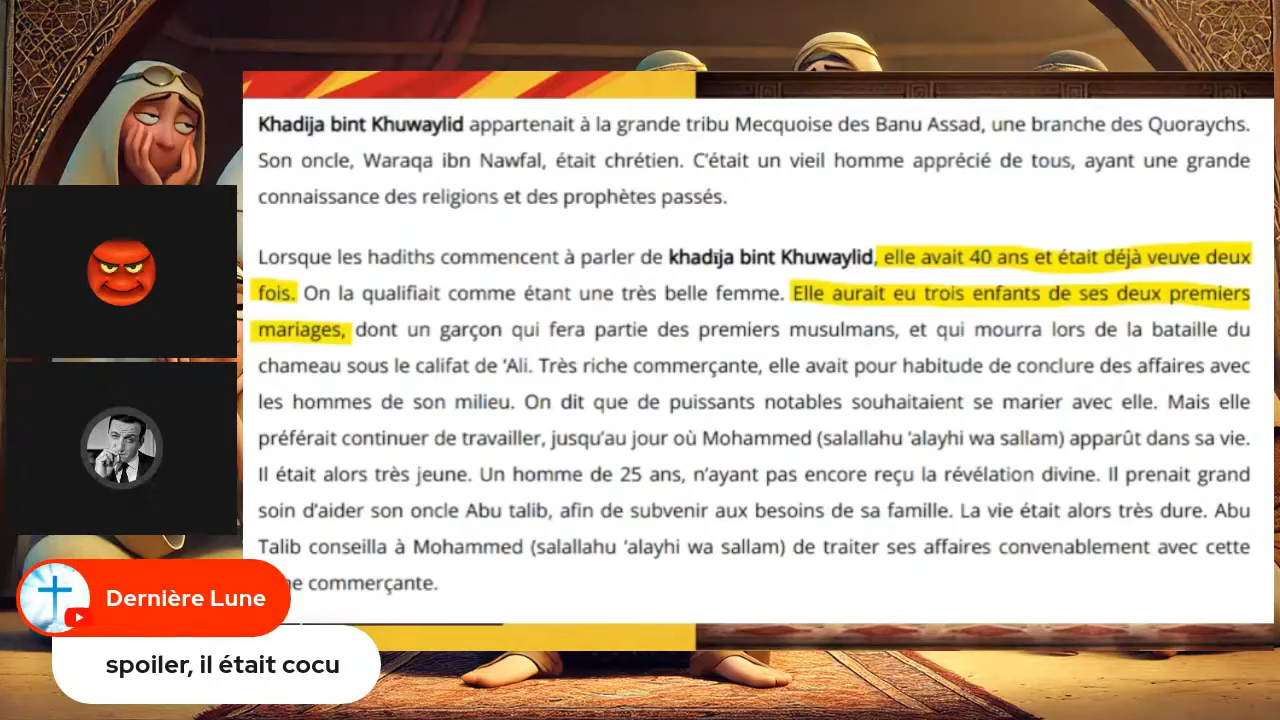 Khadija bint Khuwaylid appartenait à la grande tribu Mecquoise des Banu Assad, une branche des Quoraychs.
Son oncle, Waraqa ibn Nawfal, était chrétien. C'était un vieil homme apprécié de tous, ayant une grande
connaissance des religions et des prophètes passés.
Lorsque les hadiths commencent à parler de khadija bint Khuwaylid, elle avait 40 ans et était déjà veuve deux
fois. On la qualifiait comme étant une très belle femme. Elle aurait eu trois enfants de ses deux premiers
mariages, dont un garçon qui fera partie des premiers musulmans, et qui mourra lors de la bataille du
chameau sous le califat de 'Ali. Très riche commerçante, elle avait pour habitude de conclure des affaires avec
les hommes de son milieu. On dit que de puissants notables souhaitaient se marier avec elle. Mais elle
préférait continuer de travailler, jusqu'au jour où Mohammed (salallahu 'alayhi wa sallam) apparût dans sa vie.
Il était alors très jeune. Un homme de 25 ans, n'ayant pas encore reçu la révélation divine. Il prenait grand
soin d'aider son oncle Abu talib, afin de subvenir aux besoins de sa famille. La vie était alors très dure. Abu
Talib conseilla à Mohammed (salallahu 'alayhi wa sallam) de traiter ses affaires convenablement avec cette
commerçante.
Dernière Lune
spoiler, il était cocu